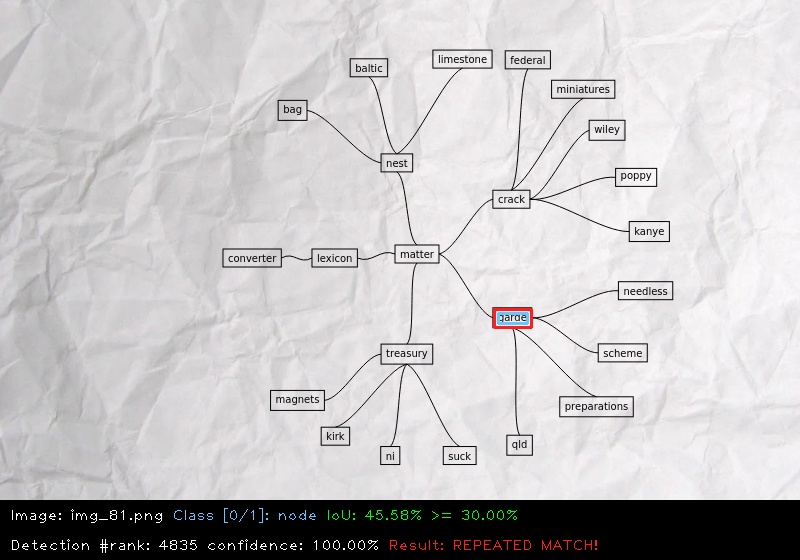 limestone
federal
baltic
miniatures
bag
wiley
nest
poppy
crack
kanye
matter
converter
lexicon
needless
garde
treasury
scheme
magnets
preparations
kirk
qld
ni
suck
Image: img_81.png Class [0/1]: node IoU: 45.58% >= 30.00%
Detection #rank: 4835 confidence: 100.00% Result: REPEATED MATCH!